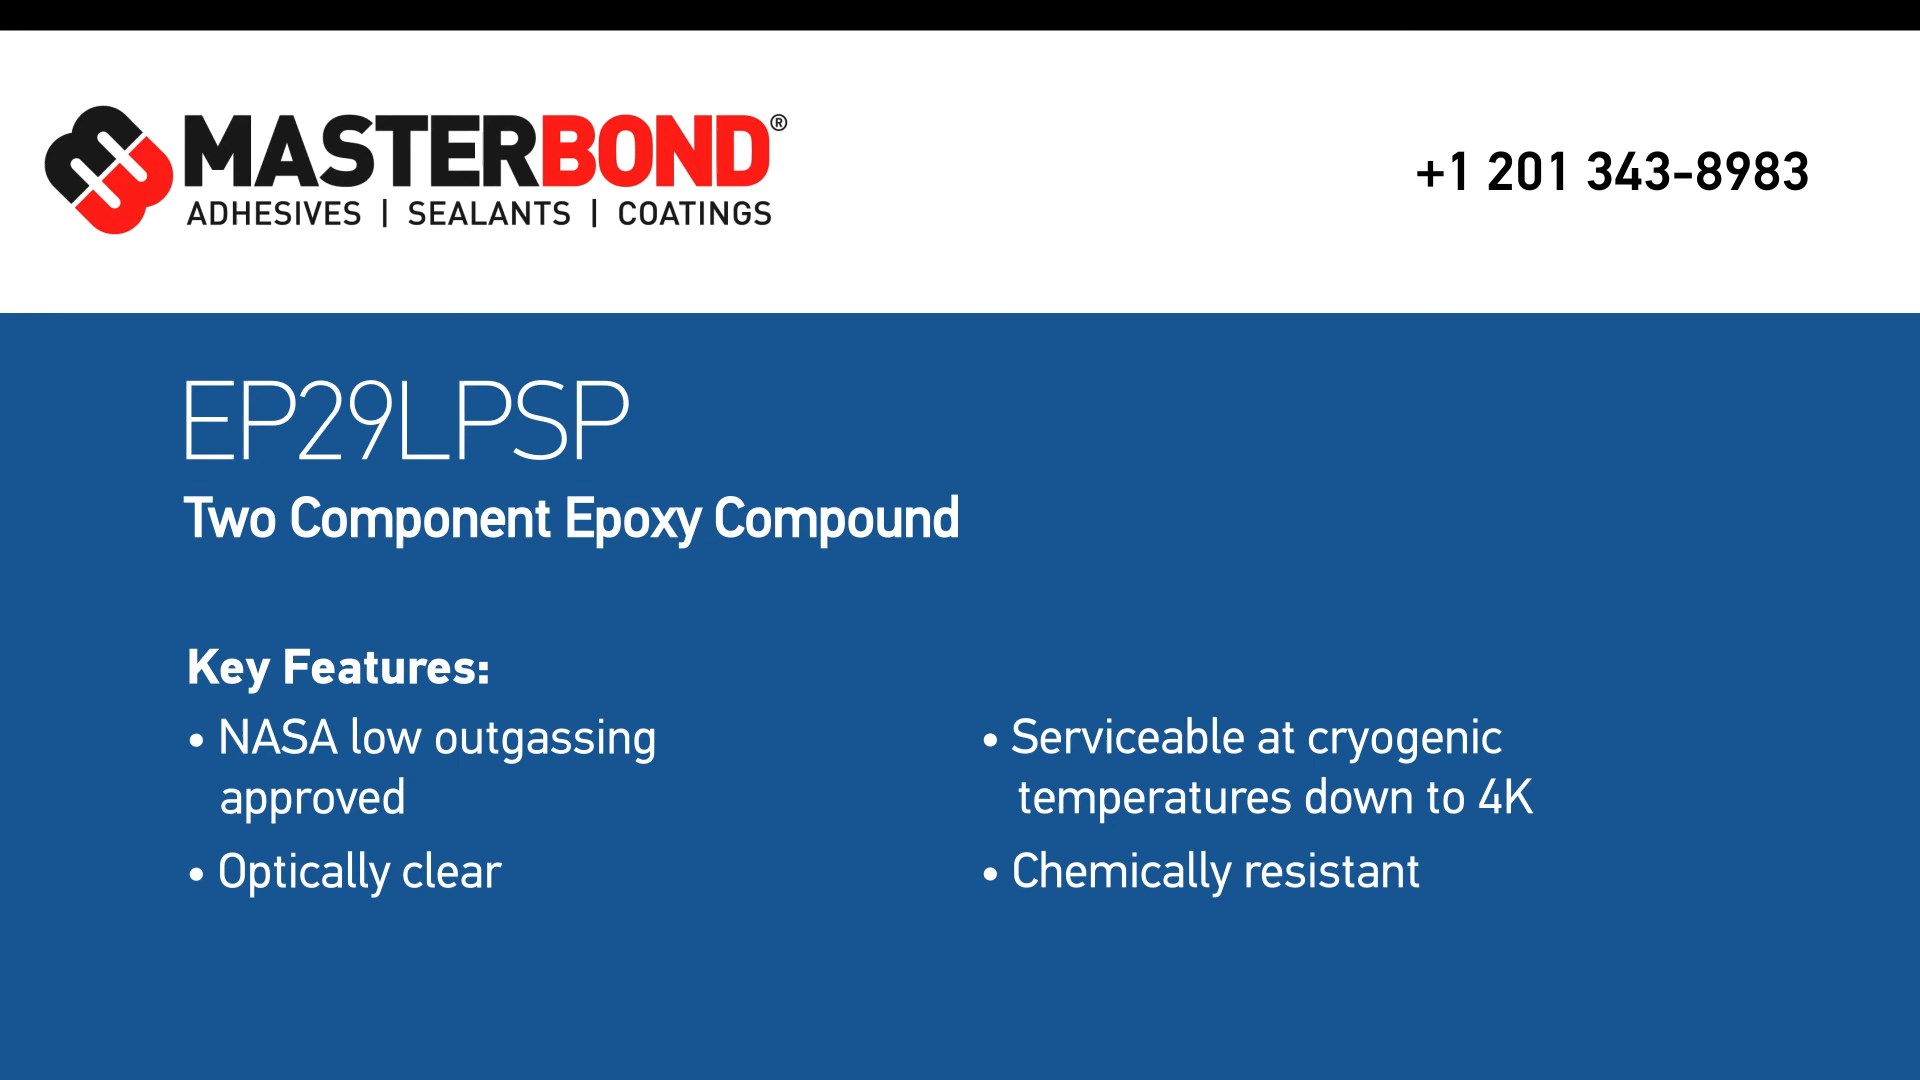 MASTERBOND®
ADHESIVES | SEALANTS | COATINGS
+1 201 343-8983
EP29LPSP
Two Component Epoxy Compound
Key Features:
• NASA low outgassing
approved
• Optically clear
• Serviceable at cryogenic
temperatures down to 4K
• Chemically resistant